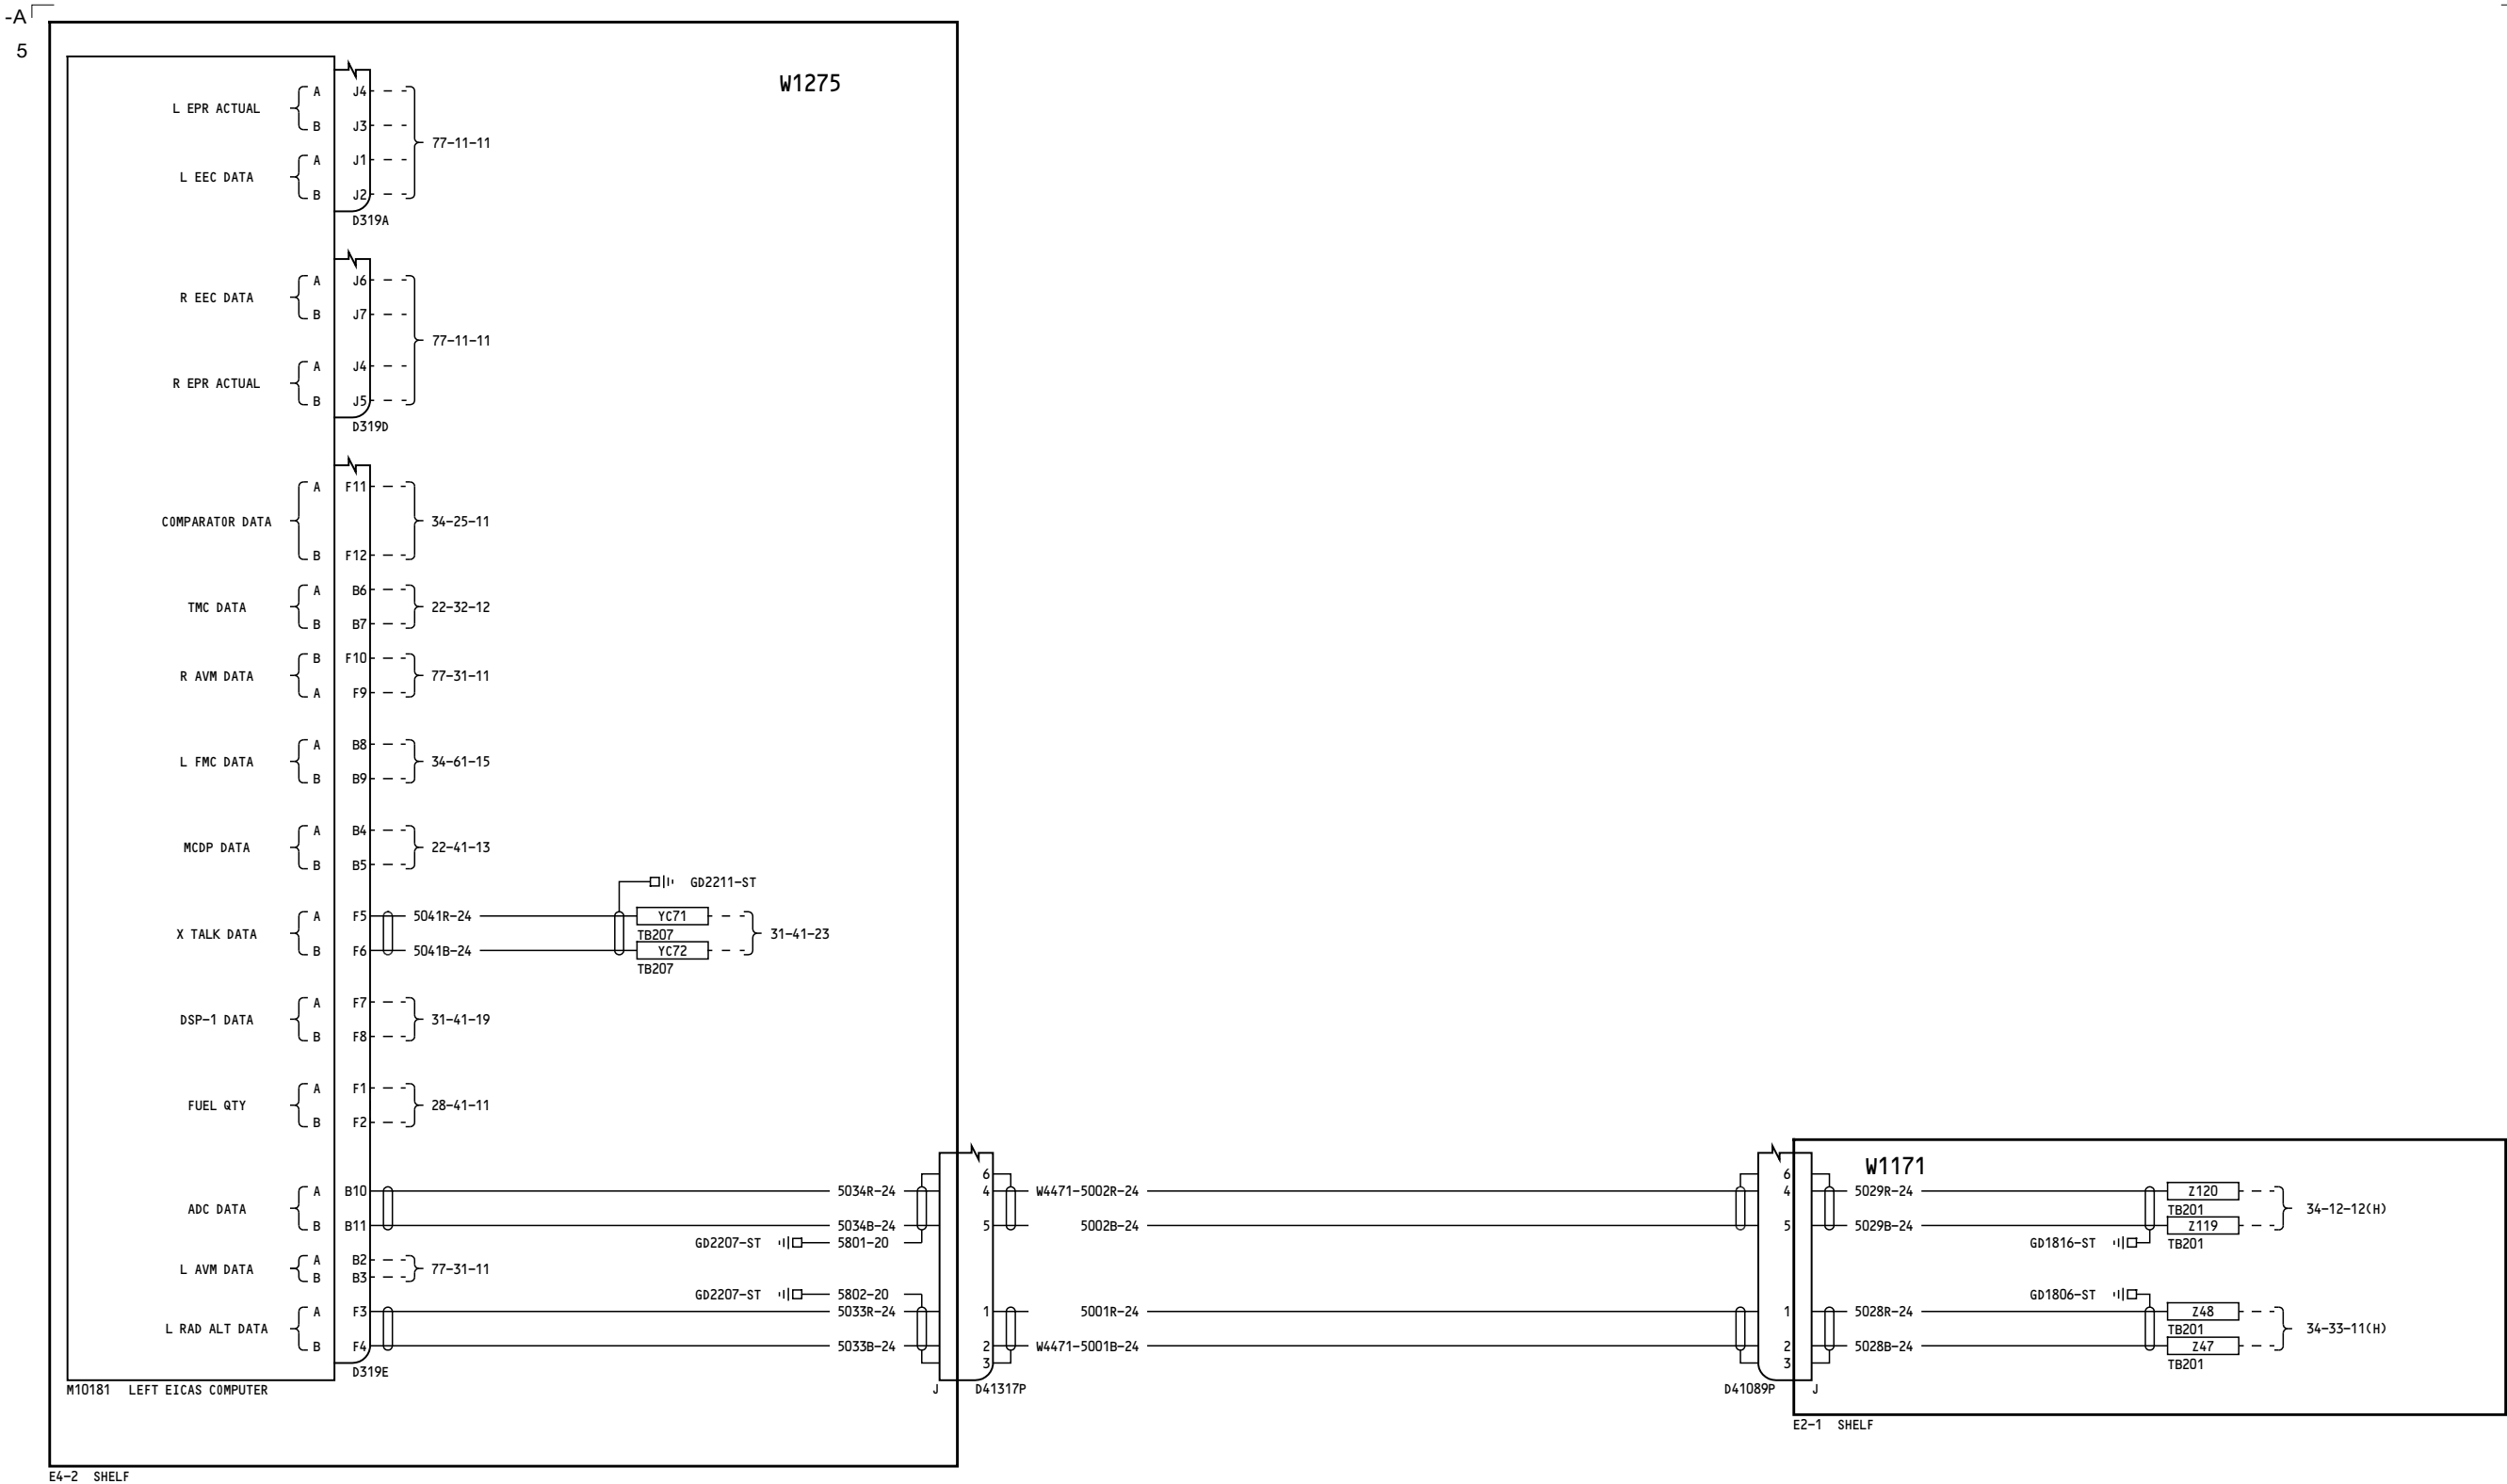 -A
5
W1275
L EPR ACTUAL A J4
B J3
77-11-11
L EEC DATA A J1
B J2
D319A
R EEC DATA A J6
B J7
77-11-11
R EPR ACTUAL A J4
B J5
D319D
COMPARATOR DATA A F11
34-25-11
B F12
TMC DATA A B6
22-32-12
B B7
R AVM DATA B F10
77-31-11
A F9
L FMC DATA A B8
34-61-15
B B9
MCDP DATA A B4
22-41-13
B B5
GD2211-ST
X TALK DATA A F5 5041R-24 YC71
TB207
31-41-23
B F6 5041B-24 YC72
TB207
DSP-1 DATA A F7
31-41-19
B F8
FUEL QTY A F1
28-41-11
B F2
6 6 W1171
ADC DATA A B10 5034R-24 4 W4471-5002R-24 4 5029R-24 Z120
TB201
34-12-12(H)
B B11 5034B-24 5 5002B-24 5 5029B-24 Z119
GD2207-ST 5801-20 GD1816-ST TB201
L AVM DATA A B2
77-31-11
B B3
GD2207-ST 5802-20 GD1806-ST
L RAD ALT DATA A F3 5033R-24 1 5001R-24 1 5028R-24 Z48
TB201
34-33-11(H)
B F4 5033B-24 2 W4471-5001B-24 2 5028B-24 Z47
3 3 TB201
D319E
M10181 LEFT EICAS COMPUTER J D41317P D41089P J
E2-1 SHELF
E4-2 SHELF